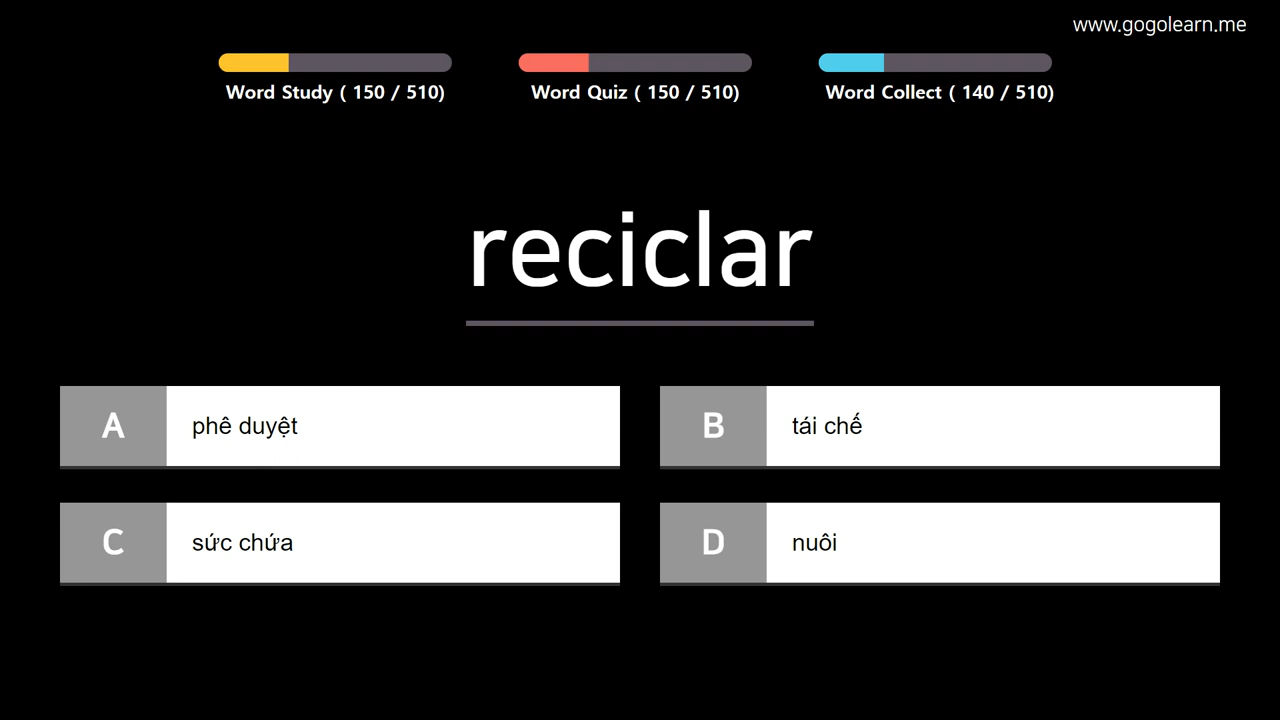 www.gogolearn.me
Word Study ( 150 / 510)
Word Quiz ( 150 / 510)
Word Collect ( 140 / 510)
reciclar
A
phê duyệt
B
tái chế
C
sức chứa
D
nuôi